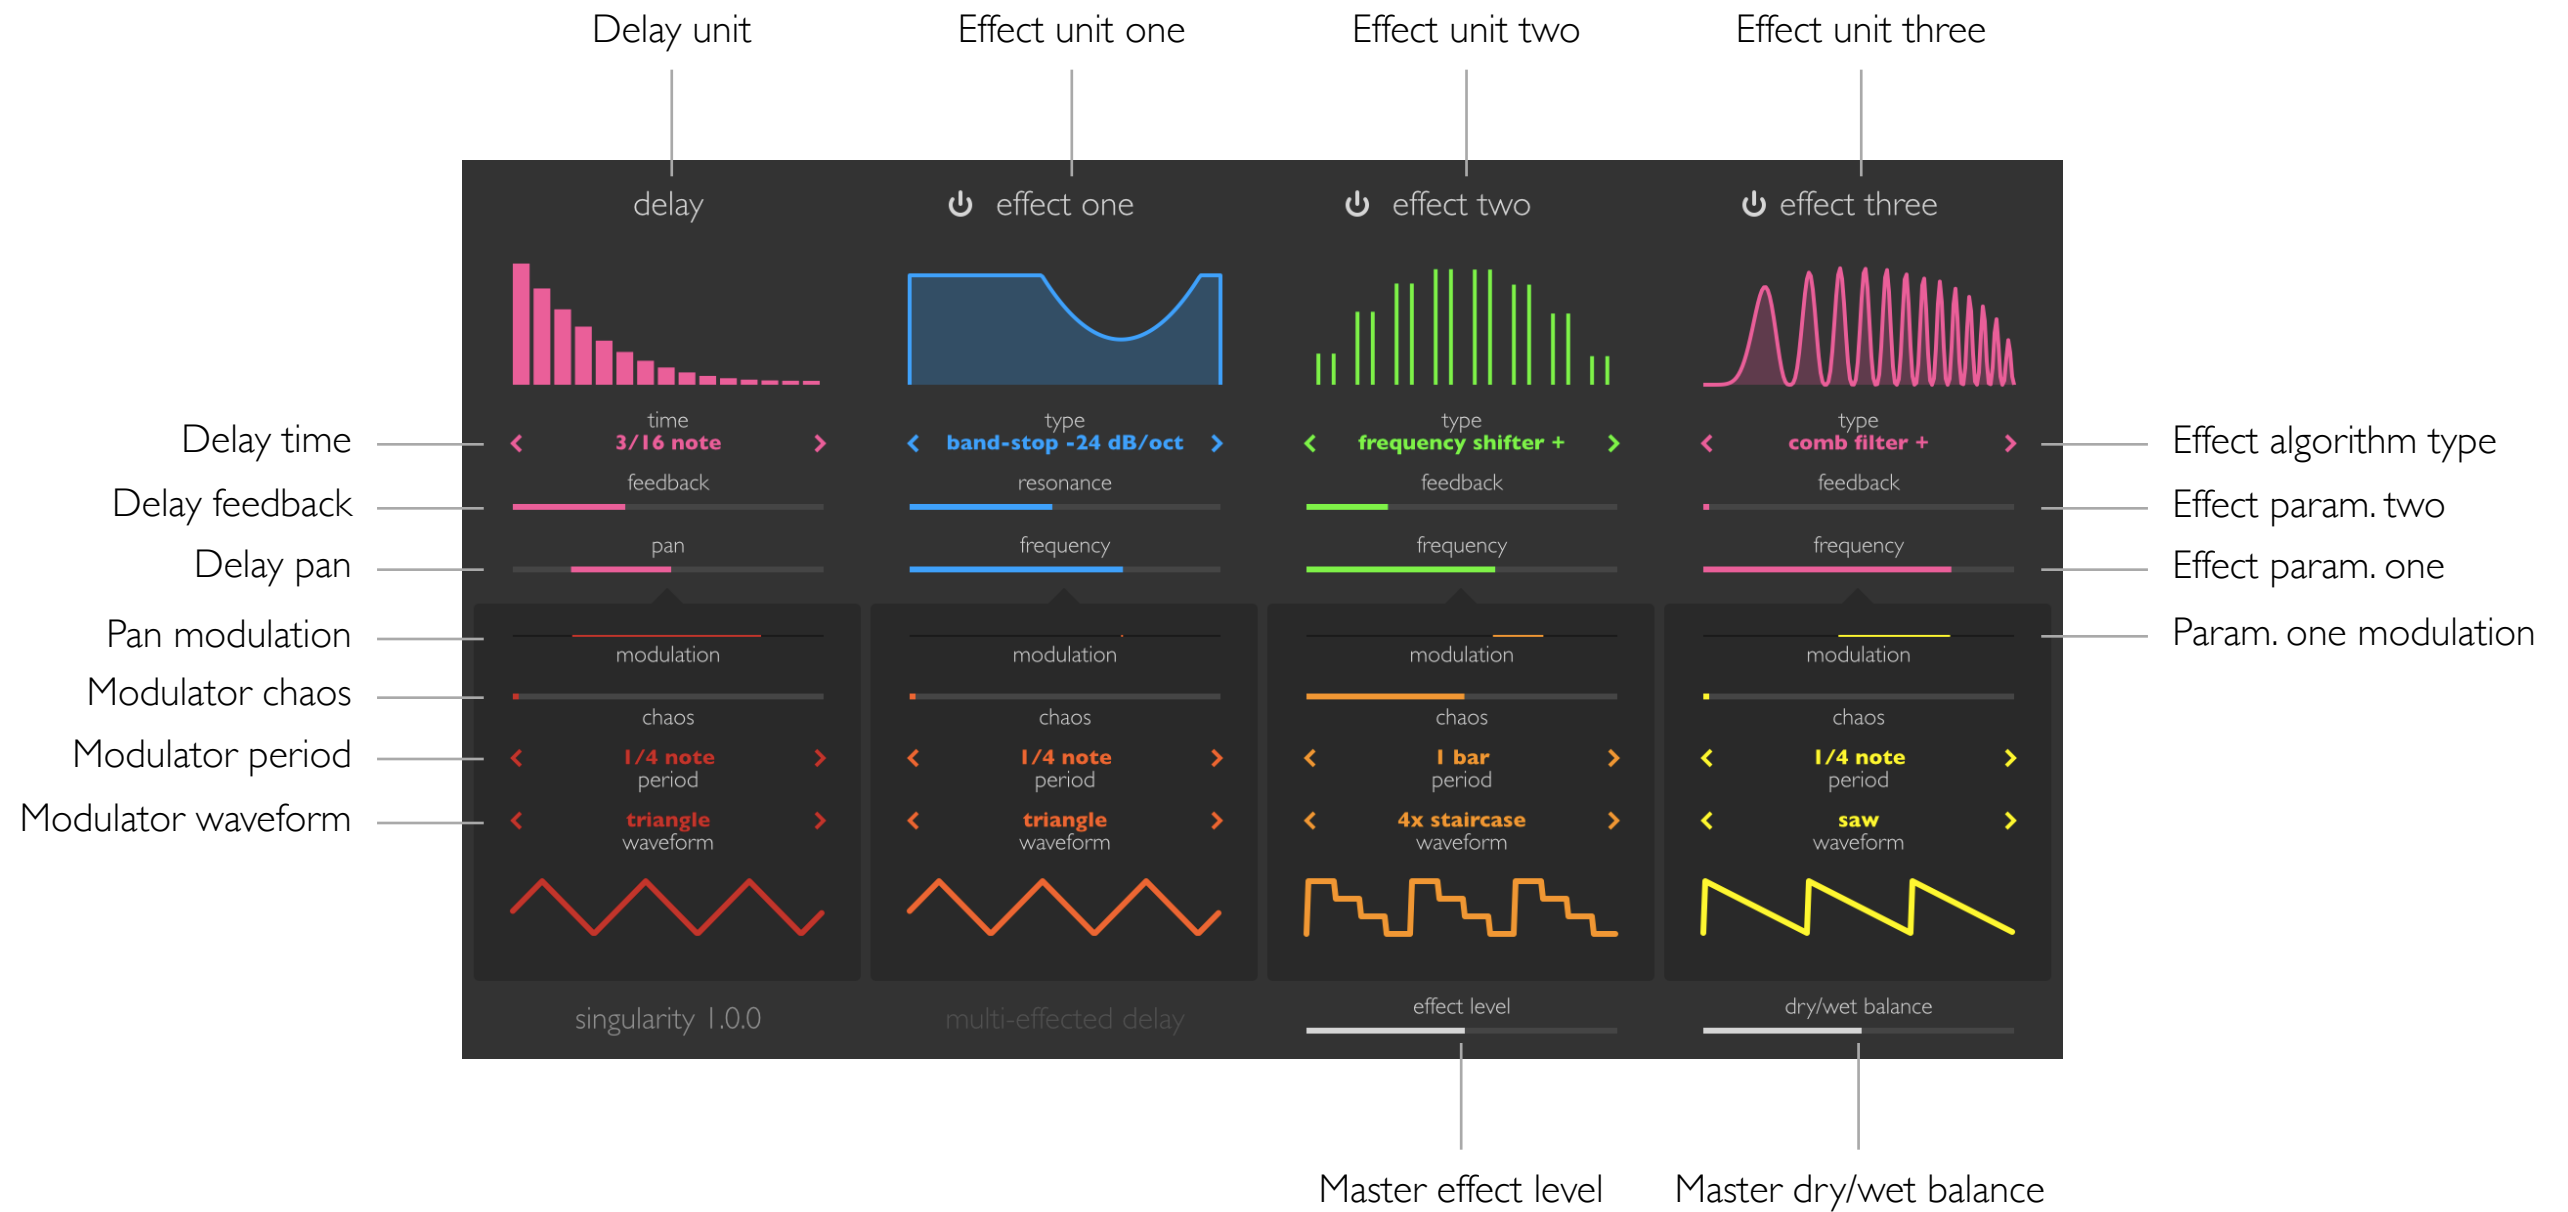 Delay unit
Effect unit one
Effect unit two
Effect unit three
delay
effect one
effect two
effect three
time
type
type
type
Delay time
3/16 note
band-stop -24 dB/oct
frequency shifter +
comb filter +
Effect algorithm type
feedback
resonance
feedback
feedback
Delay feedback
Effect param. two
pan
frequency
frequency
frequency
Delay pan
Effect param. one
Pan modulation
Param. one modulation
modulation
modulation
modulation
modulation
Modulator chaos
chaos
chaos
chaos
chaos
Modulator period
1/4 note
1/4 note
1 bar
1/4 note
period
period
period
period
Modulator waveform
triangle
triangle
4x staircase
saw
waveform
waveform
waveform
waveform
singularity 1.0.0
multi-effected delay
effect level
dry/wet balance
Master effect level
Master dry/wet balance